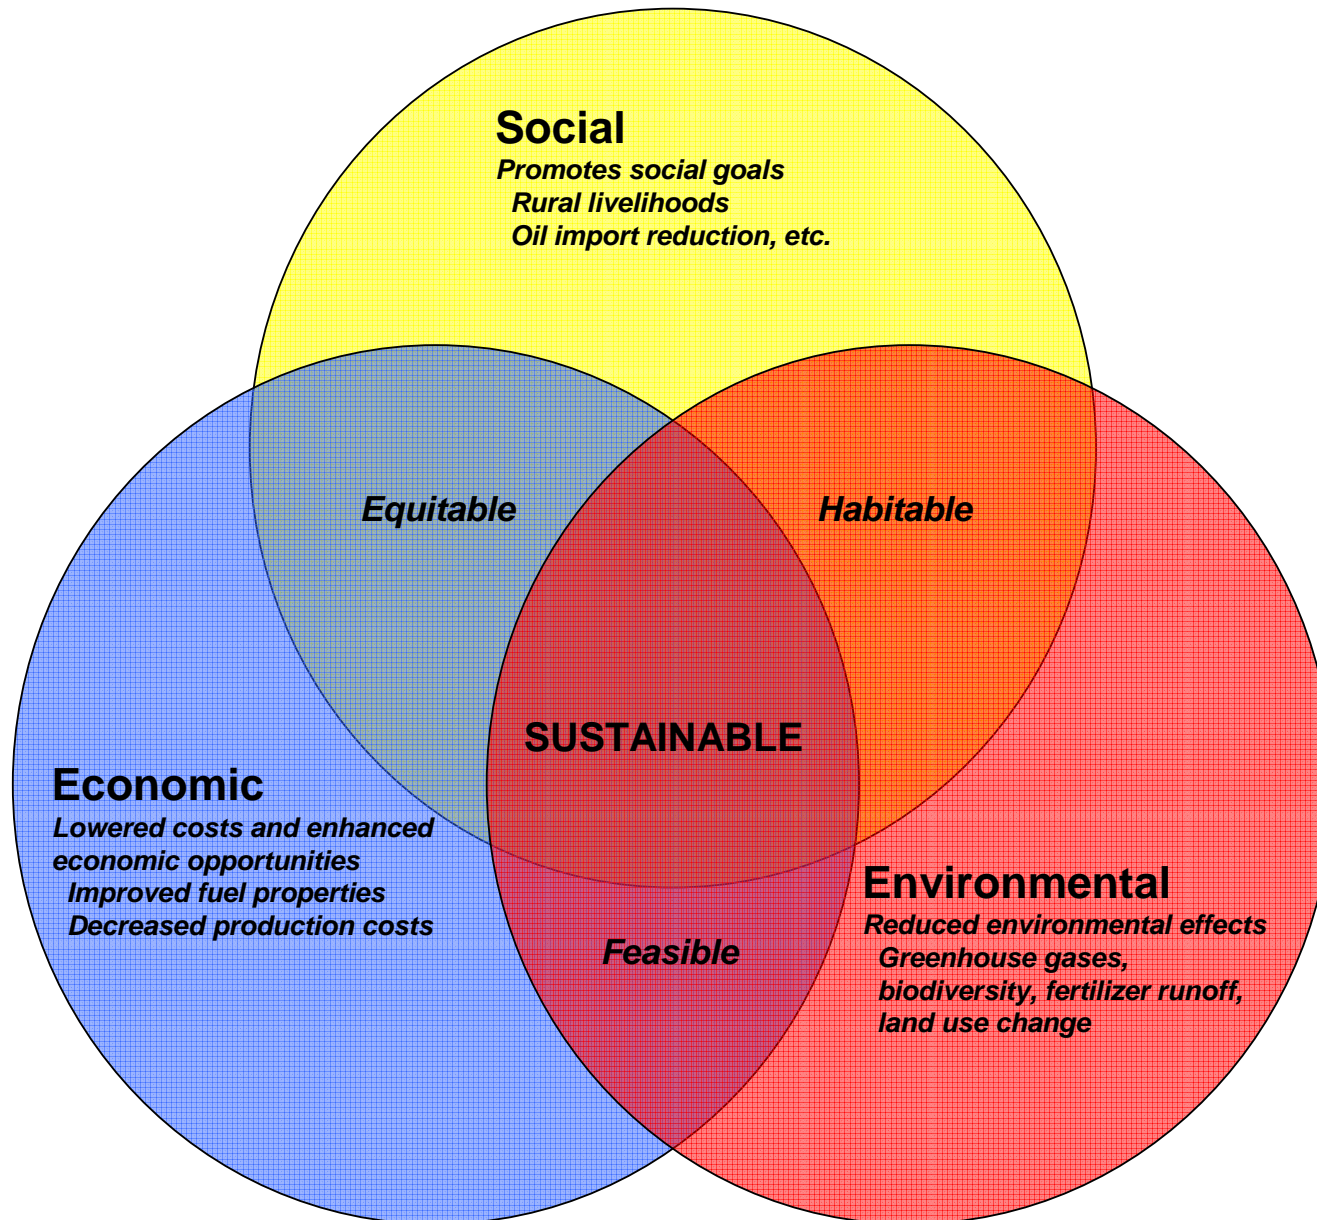 Social
Promotes social goals
Rural livelihoods
Oil import reduction, etc.
Equitable
Habitable
SUSTAINABLE
Economic
Lowered costs and enhanced
economic opportunities
Improved fuel properties
Decreased production costs
Environmental
Reduced environmental effects
Greenhouse gases,
biodiversity, fertilizer runoff,
land use change
Feasible